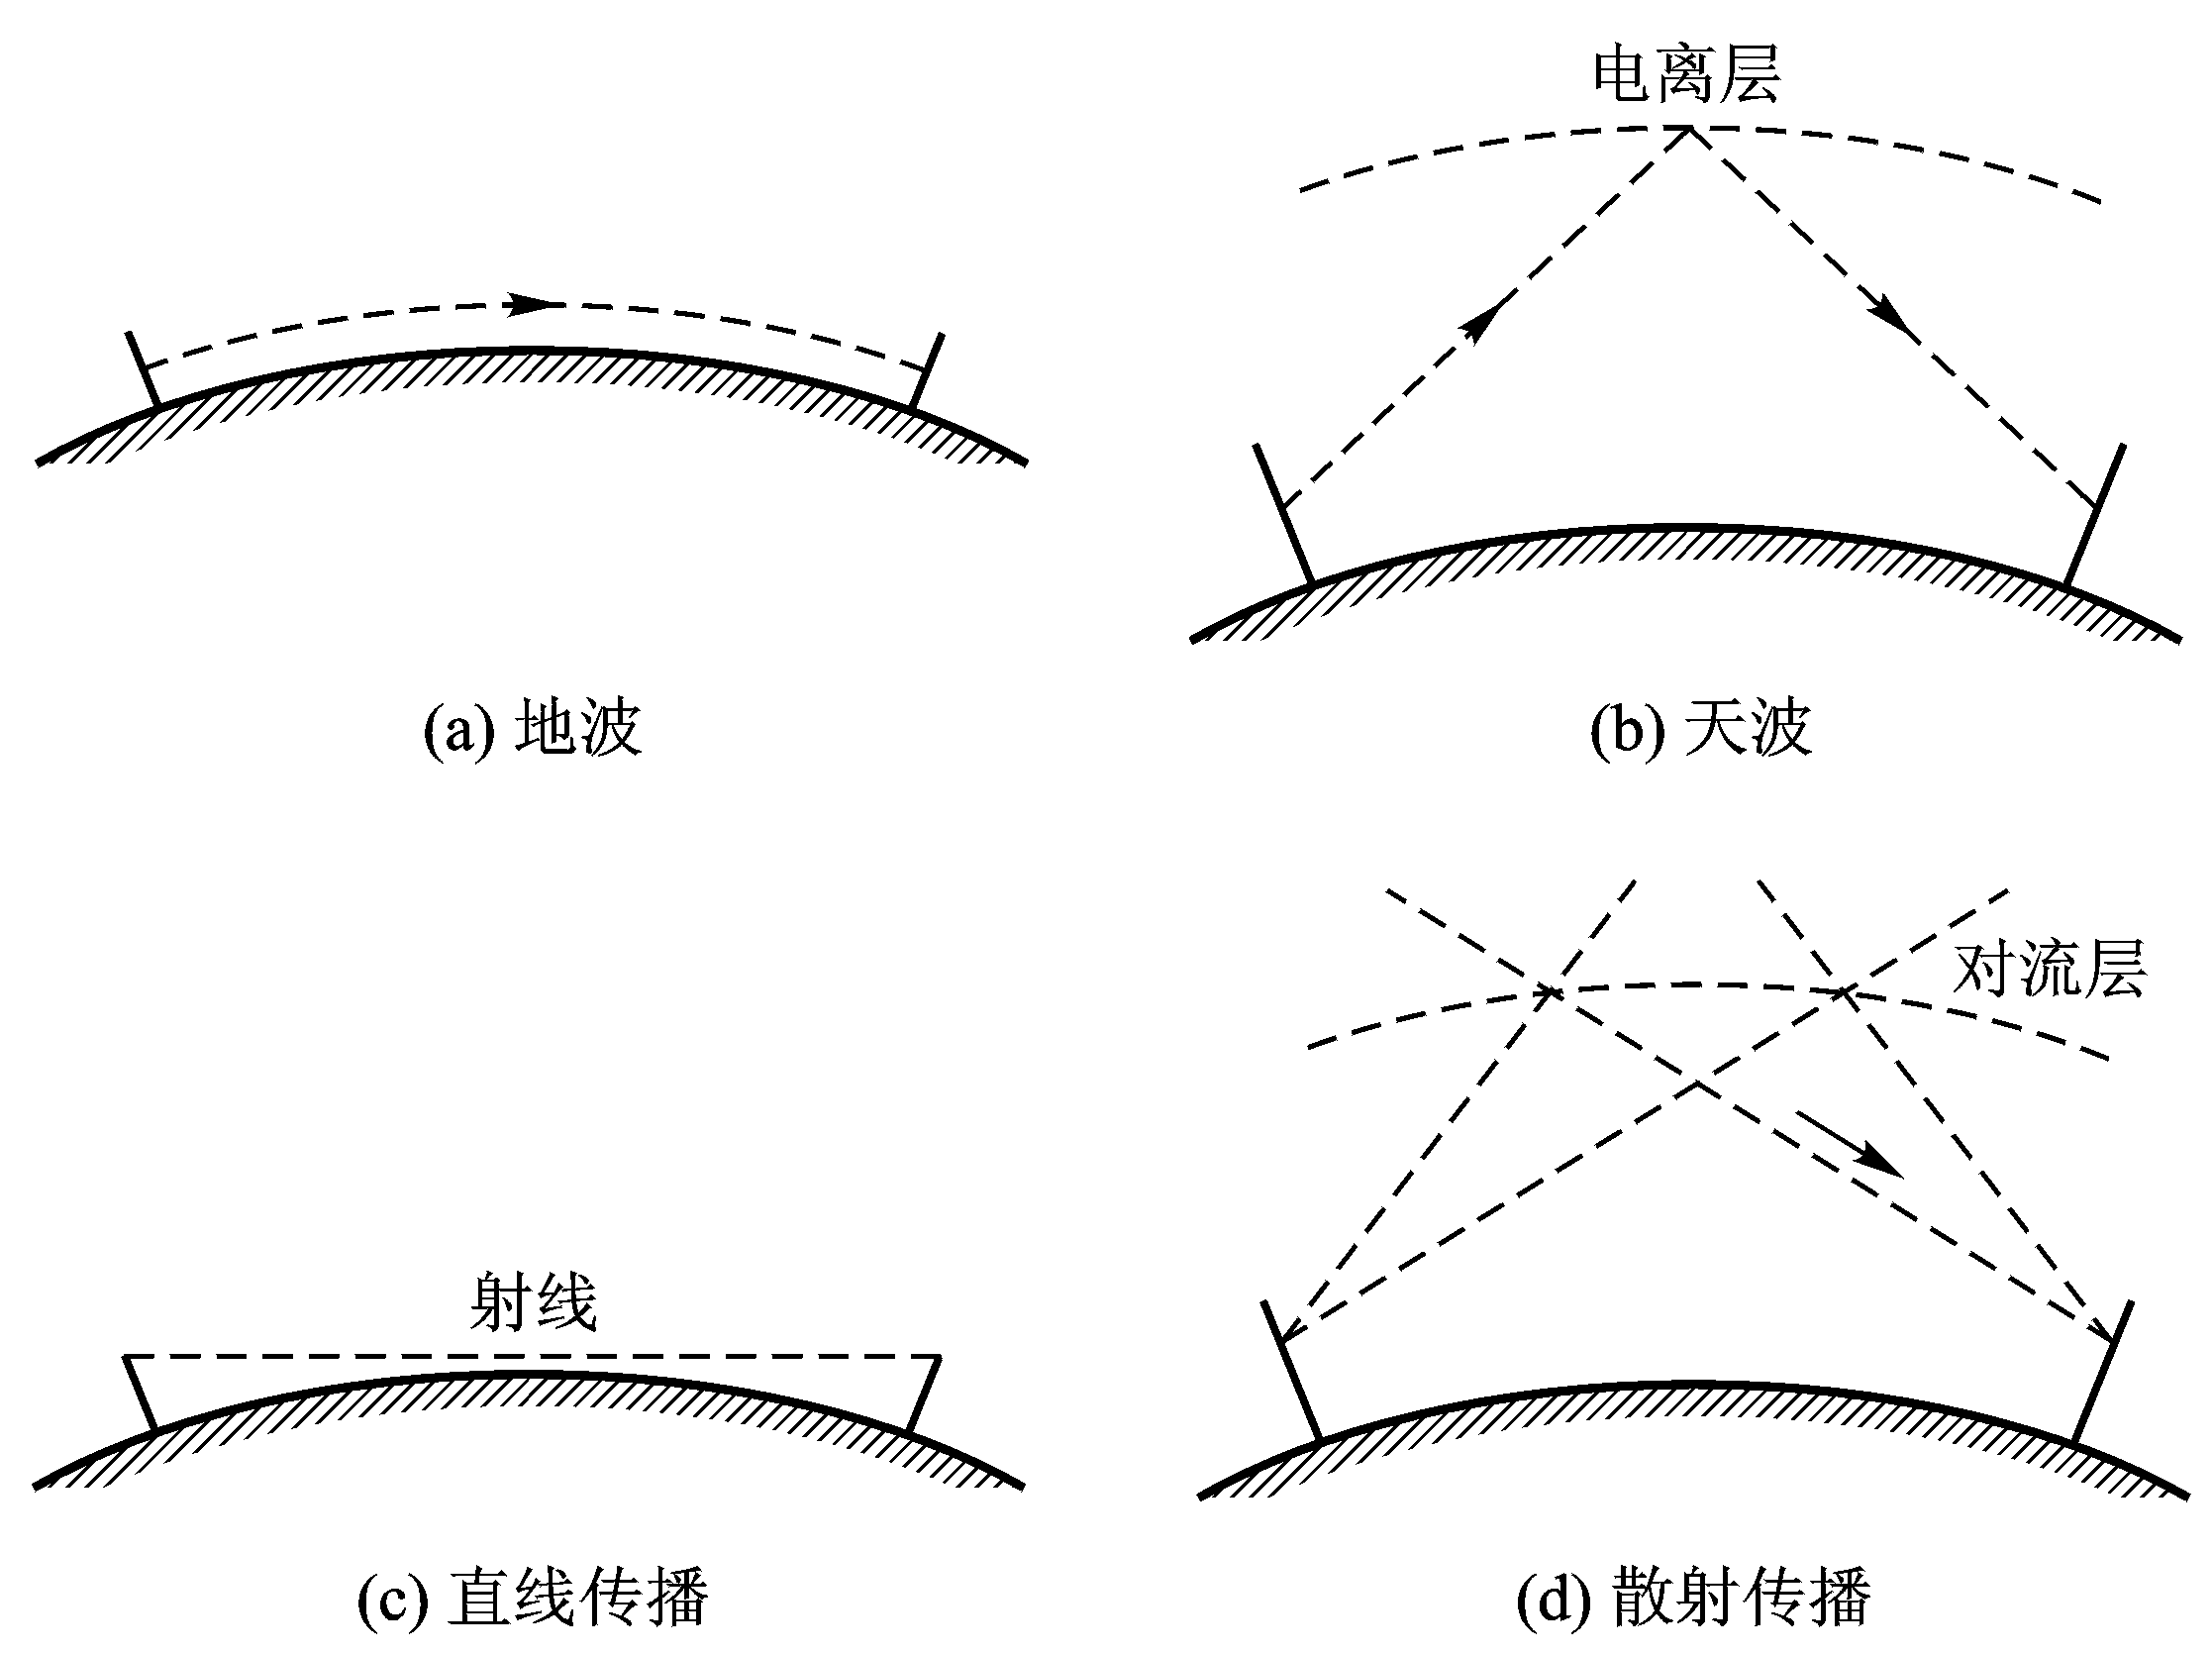 电离层
(a) 地波
(b) 天波
对流层
射线
(c) 直线传播
(d) 散射传播